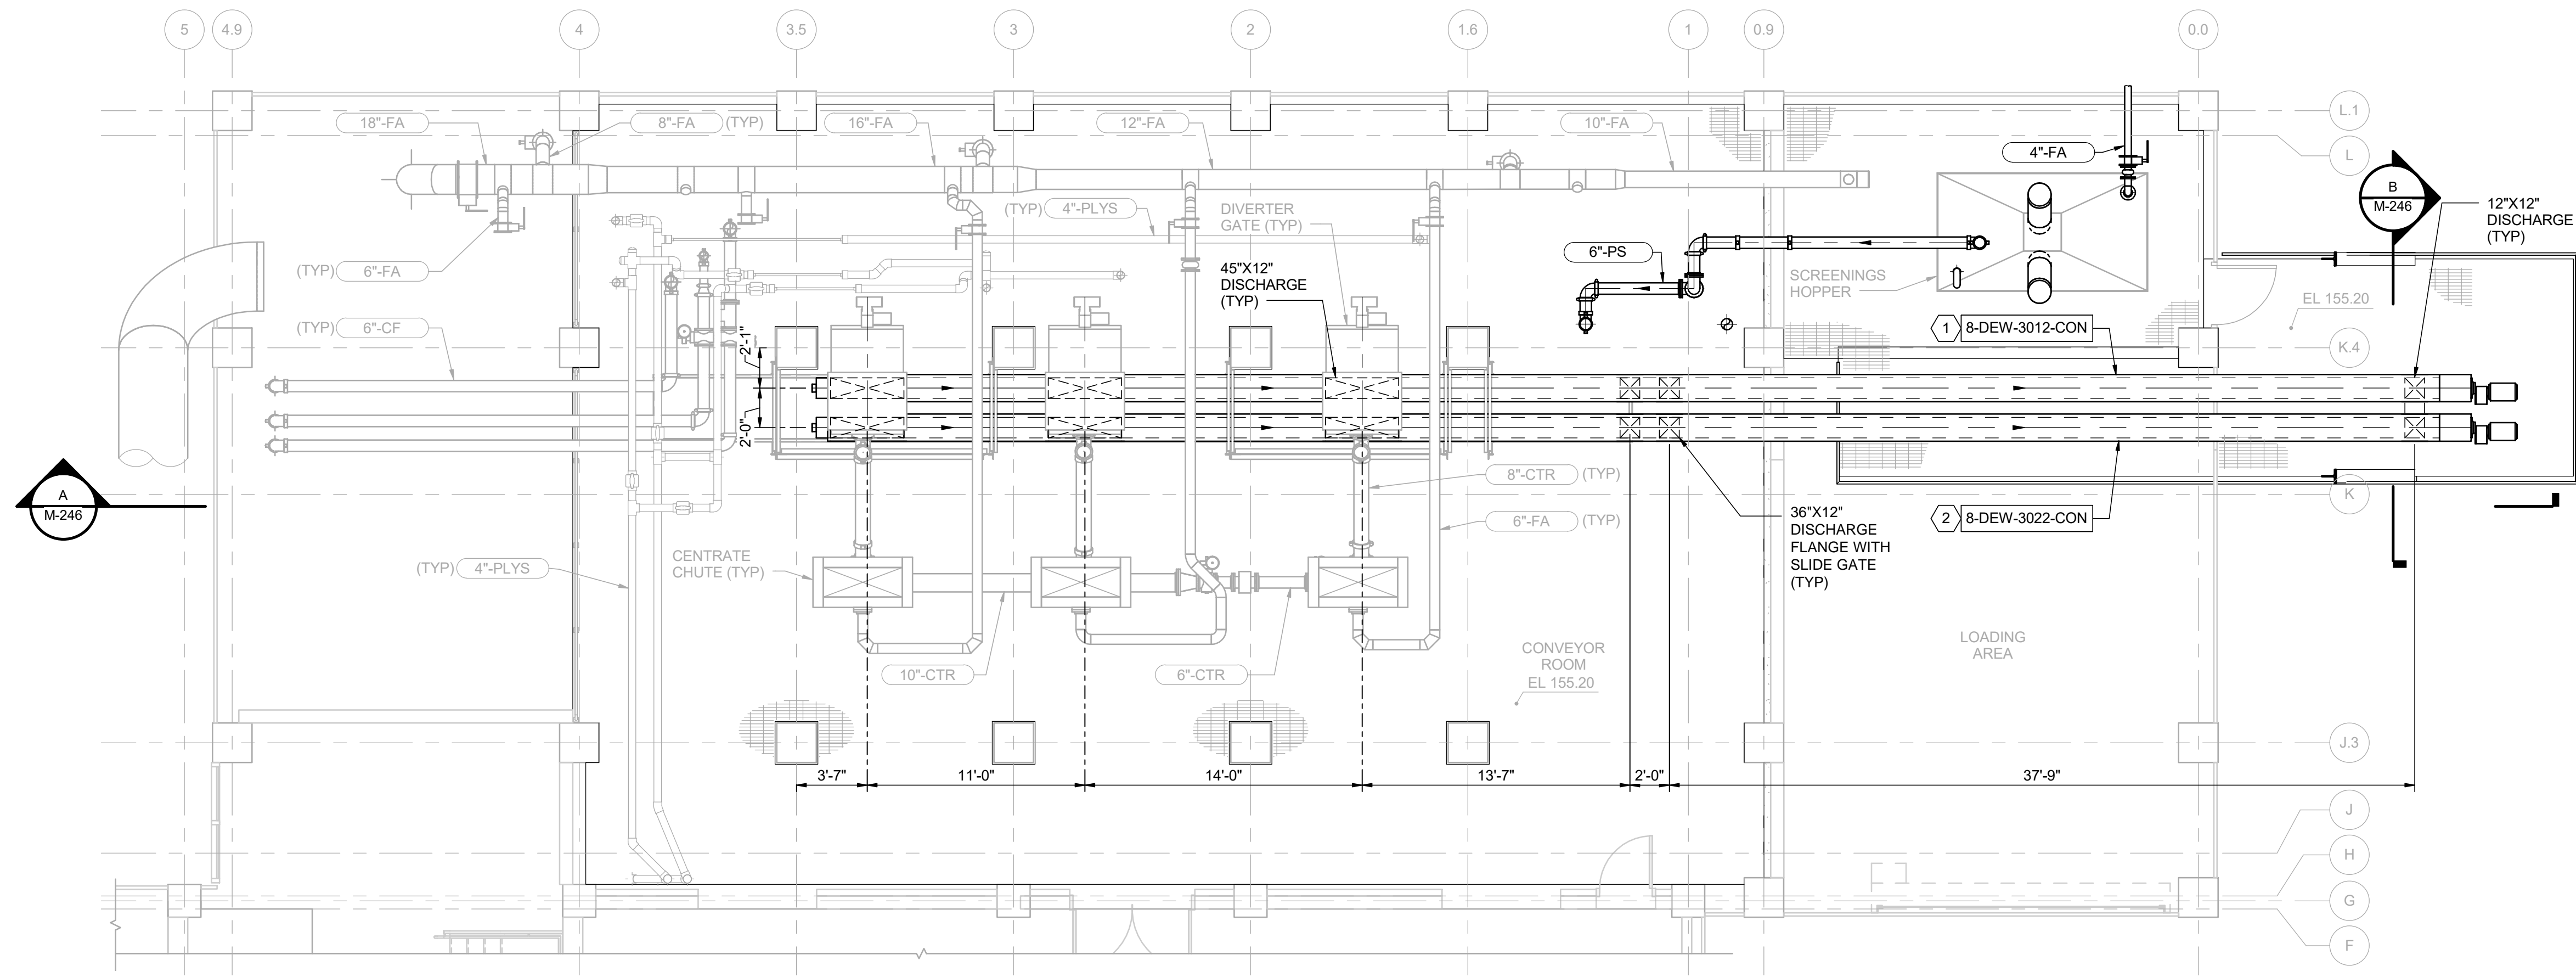 5
4.9
4
3.5
3
2
1.6
1
0.9
0.0
L.1
L
K.4
K
J.3
J
H
G
F
18"-FA
8"-FA (TYP)
16"-FA
12"-FA
10"-FA
4"-FA
(TYP) 4"-PLYS
DIVERTER
GATE (TYP)
B
M-246
12"X12"
DISCHARGE
(TYP)
6"-PS
(TYP) 6"-FA
45"X12"
DISCHARGE
(TYP)
SCREENINGS
HOPPER
EL 155.20
(TYP) 6"-CF
2'-1"
2'-0"
1 8-DEW-3012-CON
8"-CTR (TYP)
A
M-246
6"-FA (TYP)
36"X12"
DISCHARGE
FLANGE WITH
SLIDE GATE
(TYP)
2 8-DEW-3022-CON
CENTRATE
CHUTE (TYP)
(TYP) 4"-PLYS
10"-CTR
6"-CTR
CONVEYOR
ROOM
EL 155.20
LOADING
AREA
3'-7"
11'-0"
14'-0"
13'-7"
2'-0"
37'-9"